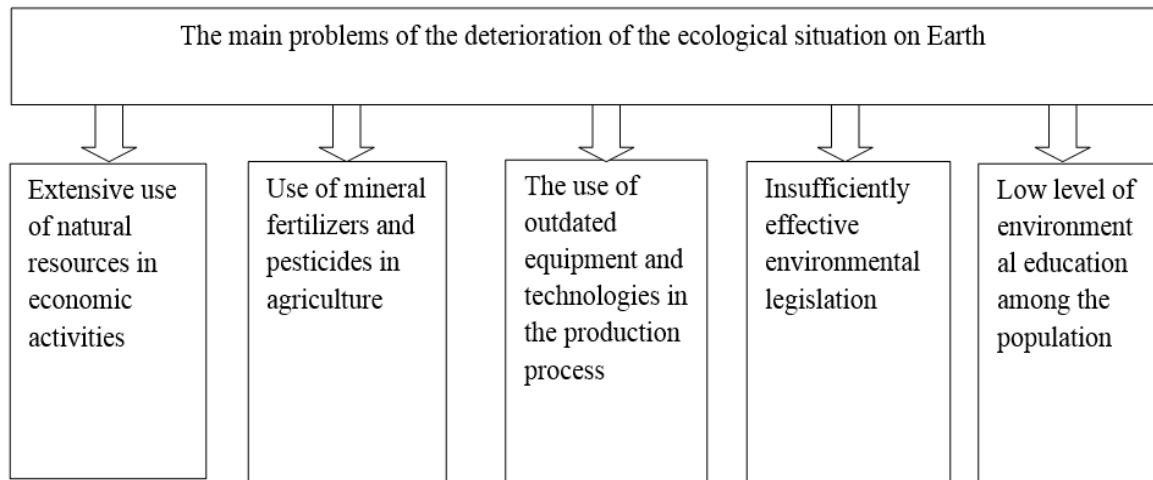 The main problems of the deterioration of the ecological situation on Earth
Extensive use
of natural
resources in
economic
activities
Use of mineral
fertilizers and
pesticides in
agriculture
The use of
outdated
equipment and
technologies in
the production
process
Insufficiently
effective
environmental
legislation
Low level of
environment
al education
among the
population